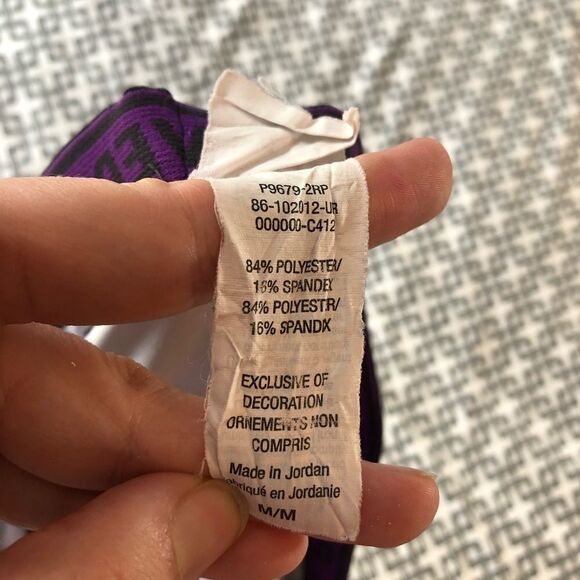 P9679-2RP
86-102012-UR
000000-C412
84% POLYESTER/
16% SPANDEX
84% POLYESTR/
16% SPANDX
EXCLUSIVE OF
DECORATION
ORNEMENTS NON
COMPRIS
Made in Jordan
Fabriqué en Jordanie
M/M